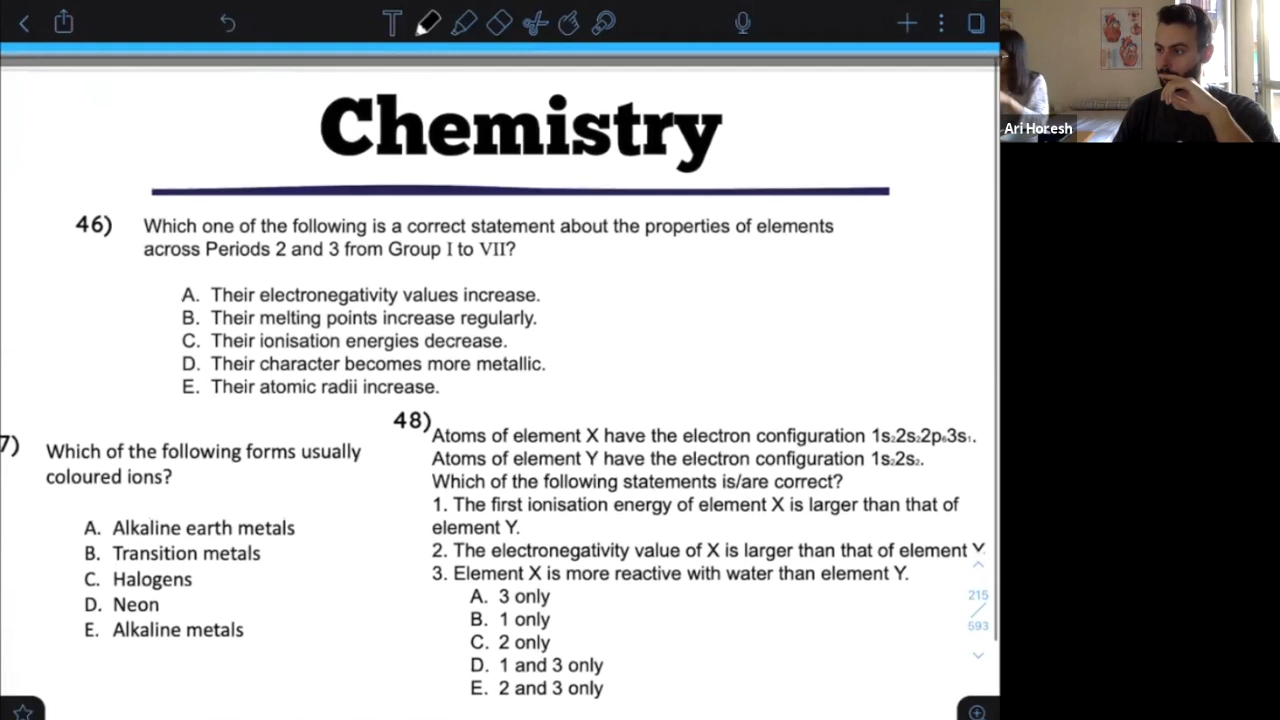 Chemistry
Ari Horesh
46) Which one of the following is a correct statement about the properties of elements
across Periods 2 and 3 from Group I to VII?
A. Their electronegativity values increase.
B. Their melting points increase regularly.
C. Their ionisation energies decrease.
D. Their character becomes more metallic.
E. Their atomic radii increase.
7) Which of the following forms usually
coloured ions?
A. Alkaline earth metals
B. Transition metals
C. Halogens
D. Neon
E. Alkaline metals
48) Atoms of element X have the electron configuration 1s₂2s₂2p₆3s₁.
Atoms of element Y have the electron configuration 1s₂2s₂.
Which of the following statements is/are correct?
1. The first ionisation energy of element X is larger than that of
element Y.
2. The electronegativity value of X is larger than that of element Y.
3. Element X is more reactive with water than element Y.
A. 3 only
B. 1 only
C. 2 only
D. 1 and 3 only
E. 2 and 3 only
215
593